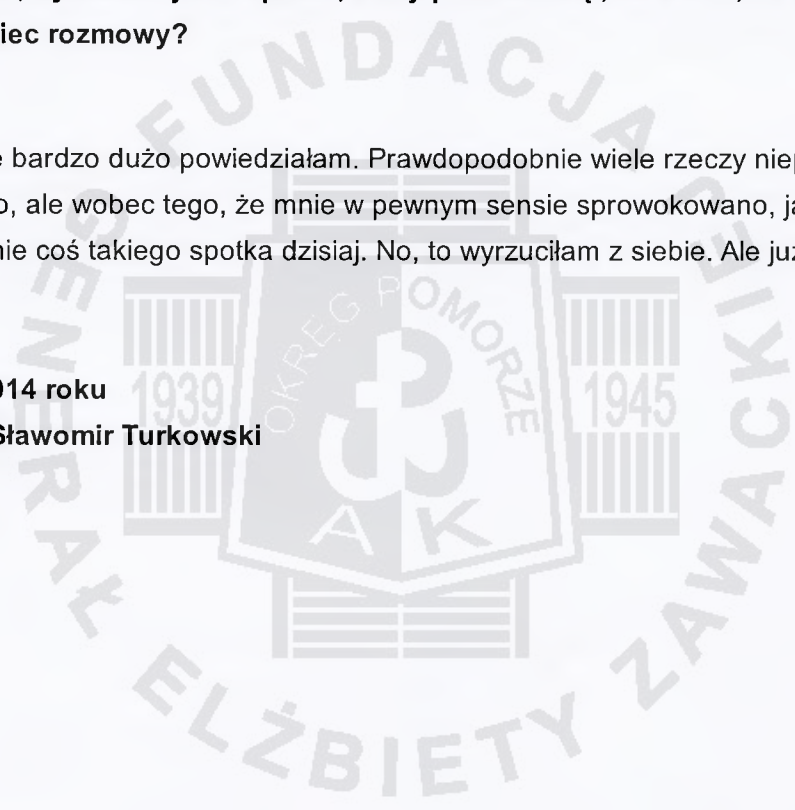 iec rozmowy?
e bardzo dużo powiedziałam. Prawdopodobnie wiele rzeczy niep
o, ale wobec tego, że mnie w pewnym sensie sprowokowano, ja
nie coś takiego spotka dzisiaj. No, to wyrzuciłam z siebie. Ale już
014 roku
Sławomir Turkowski
FUNDACJA GENERAŁ ELŻBIETY ZAWACKIEJ
OKRĘG POMORZE
1939
1945
AK